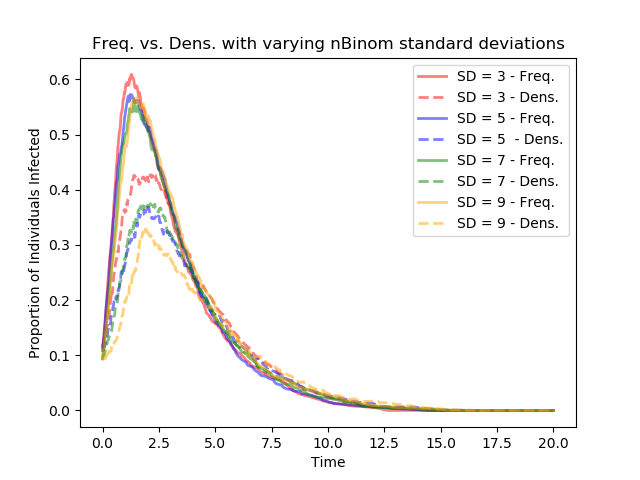 Freq. vs. Dens. with varying nBinom standard deviations
Proportion of Individuals Infected
0.6
0.5
0.4
0.3
0.2
0.1
0.0
SD = 3 - Freq.
SD = 3 - Dens.
SD = 5 - Freq.
SD = 5  - Dens.
SD = 7 - Freq.
SD = 7 - Dens.
SD = 9 - Freq.
SD = 9 - Dens.
0.0 2.5 5.0 7.5 10.0 12.5 15.0 17.5 20.0
Time